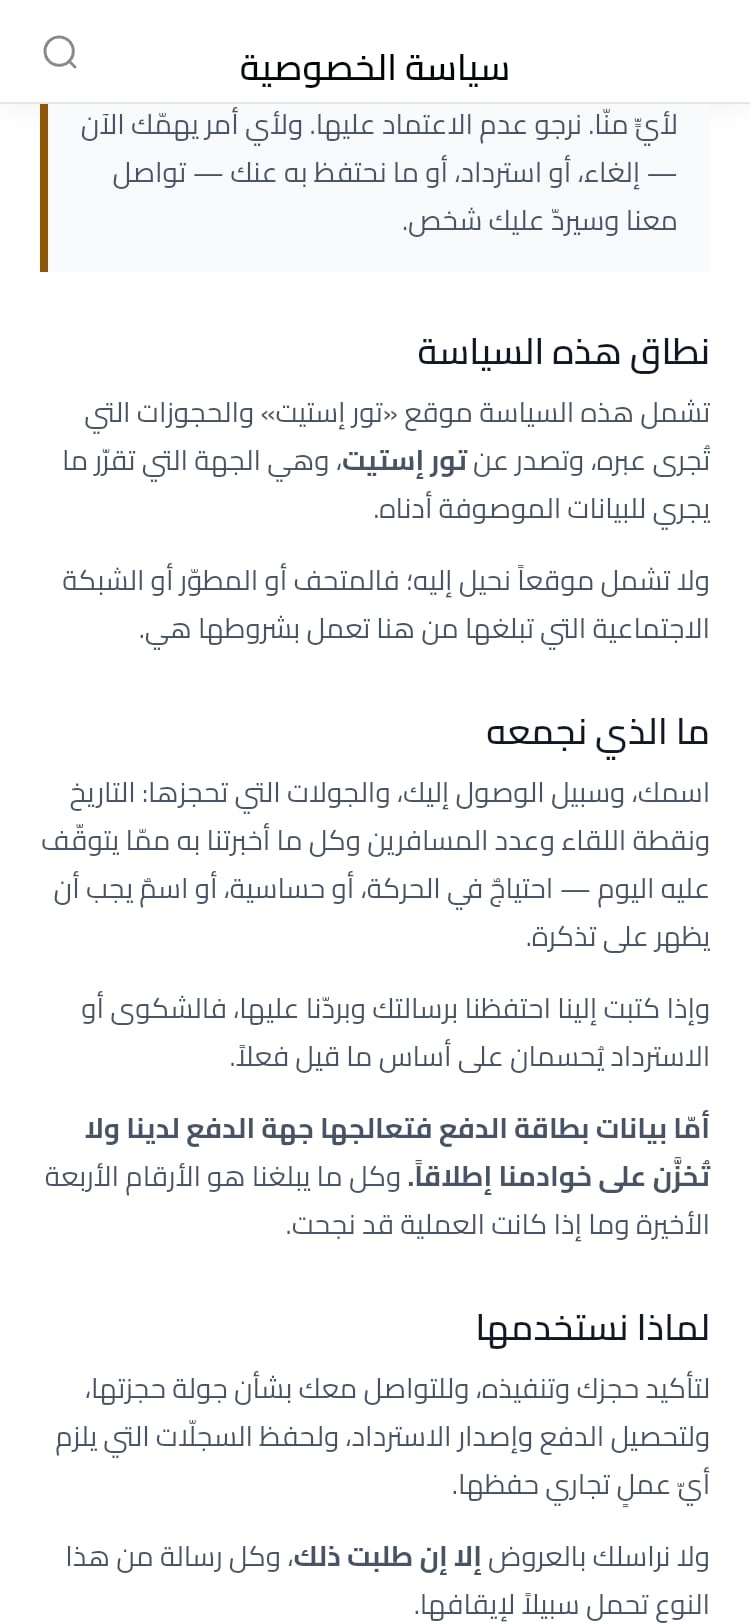 سياسة الخصوصية
لأيٍّ منّا. نرجو عدم الاعتماد عليها. ولأي أمر يهمّك الآن
— إلغاء، أو استرداد، أو ما نحتفظ به عنك — تواصل
معنا وسيردّ عليك شخص.
نطاق هذه السياسة
تشمل هذه السياسة موقع «تور إستيت» والحجوزات التي
تُجرى عبره، وتصدر عن تور إستيت، وهي الجهة التي تقرّر ما
يجري للبيانات الموصوفة أدناه.
ولا تشمل موقعاً نحيل إليه؛ فالمتحف أو المطوّر أو الشبكة
الاجتماعية التي تبلغها من هنا تعمل بشروطها هي.
ما الذي نجمعه
اسمك، وسبيل الوصول إليك، والجولات التي تحجزها: التاريخ
ونقطة اللقاء وعدد المسافرين وكل ما أخبرتنا به ممّا يتوقّف
عليه اليوم — احتياجٌ في الحركة، أو حساسية، أو اسمٌ يجب أن
يظهر على تذكرة.
وإذا كتبت إلينا احتفظنا برسالتك وبردّنا عليها، فالشكوى أو
الاسترداد يُحسمان على أساس ما قيل فعلاً.
أمّا بيانات بطاقة الدفع فتعالجها جهة الدفع لدينا ولا
تُخزَّن على خوادمنا إطلاقاً. وكل ما يبلغنا هو الأرقام الأربعة
الأخيرة وما إذا كانت العملية قد نجحت.
لماذا نستخدمها
لتأكيد حجزك وتنفيذه، وللتواصل معك بشأن جولة حجزتها،
ولتحصيل الدفع وإصدار الاسترداد، ولحفظ السجلّات التي يلزم
أيّ عملٍ تجاري حفظها.
ولا نراسلك بالعروض إلا إن طلبت ذلك، وكل رسالة من هذا
النوع تحمل سبيلاً لإيقافها.